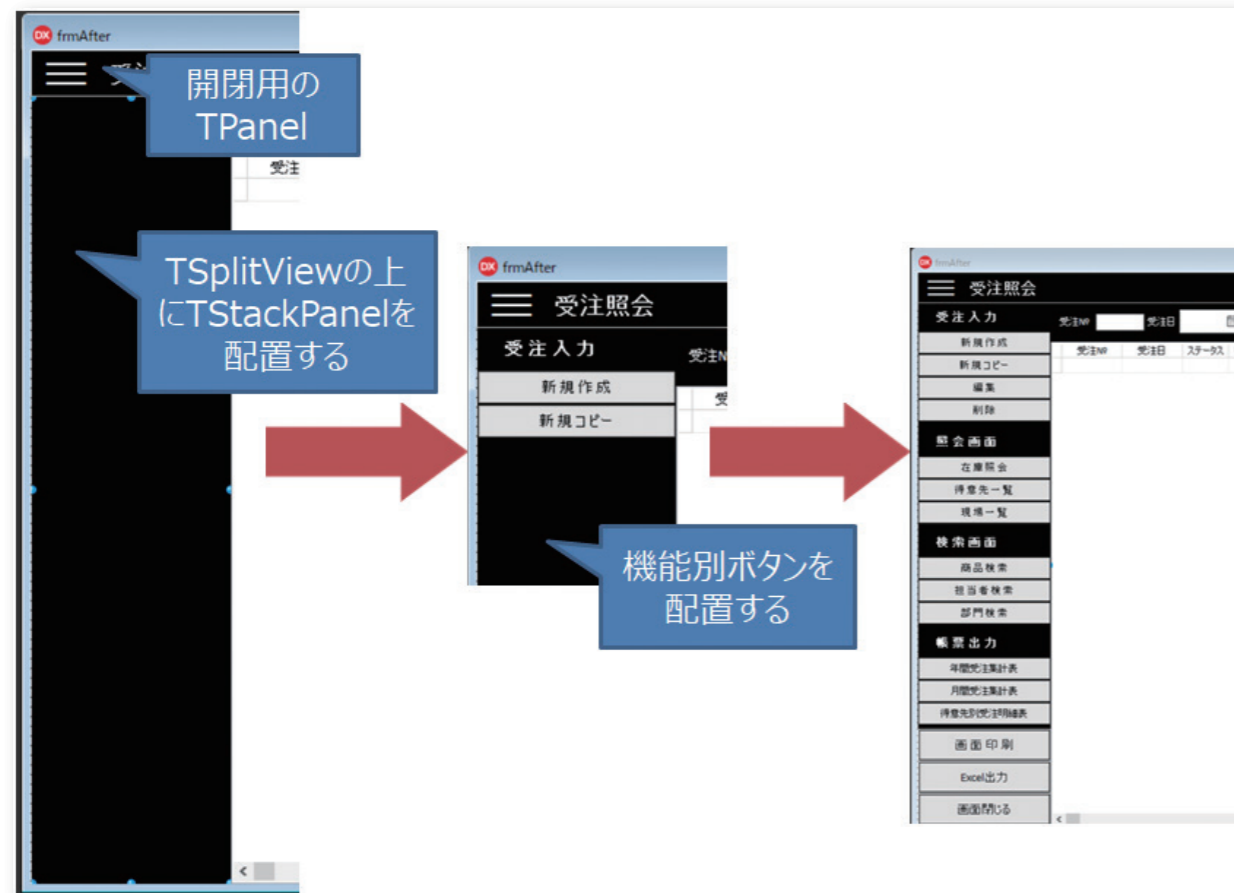 DX frmAfter
受注
開閉用の
TPanel
受注
TSplitViewの上
にTStackPanelを
配置する
DX frmAfter
受注照会
受注入力
受注N
新規作成
受
新規コピー
機能別ボタンを
配置する
DX frmAfter
受注照会
受注入力
受注№
受注日
新規作成
受注№
受注日
ステータス
新規コピー
編集
削除
照会画面
在庫照会
得意先一覧
現場一覧
検索画面
商品検索
担当者検索
部門検索
帳票出力
年間受注集計表
月間受注集計表
得意先別受注明細表
画面印刷
Excel出力
画面閉じる